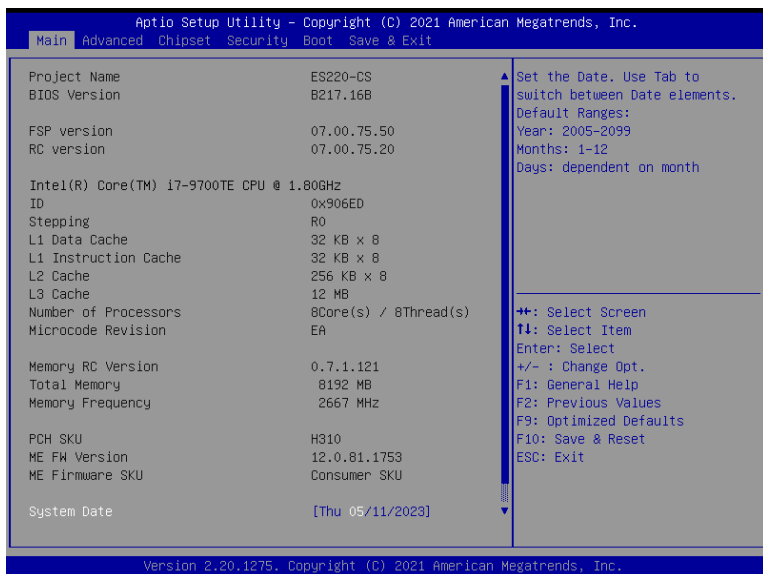 Aptio Setup Utility – Copyright (C) 2021 American Megatrends, Inc.
Main Advanced Chipset Security Boot Save & Exit
Project Name ES220-CS
BIOS Version B217.16B
FSP version 07.00.75.50
RC version 07.00.75.20
Intel(R) Core(TM) i7-9700TE CPU @ 1.80GHz
ID 0x906ED
Stepping R0
L1 Data Cache 32 KB x 8
L1 Instruction Cache 32 KB x 8
L2 Cache 256 KB x 8
L3 Cache 12 MB
Number of Processors 8Core(s) / 8Thread(s)
Microcode Revision EA
Memory RC Version 0.7.1.121
Total Memory 8192 MB
Memory Frequency 2667 MHz
PCH SKU H310
ME FW Version 12.0.81.1753
ME Firmware SKU Consumer SKU
System Date [Thu 05/11/2023]
Set the Date. Use Tab to
switch between Date elements.
Default Ranges:
Year: 2005-2099
Months: 1-12
Days: dependent on month
→←: Select Screen
↑↓: Select Item
Enter: Select
+/- : Change Opt.
F1: General Help
F2: Previous Values
F9: Optimized Defaults
F10: Save & Reset
ESC: Exit
Version 2.20.1275. Copyright (C) 2021 American Megatrends, Inc.